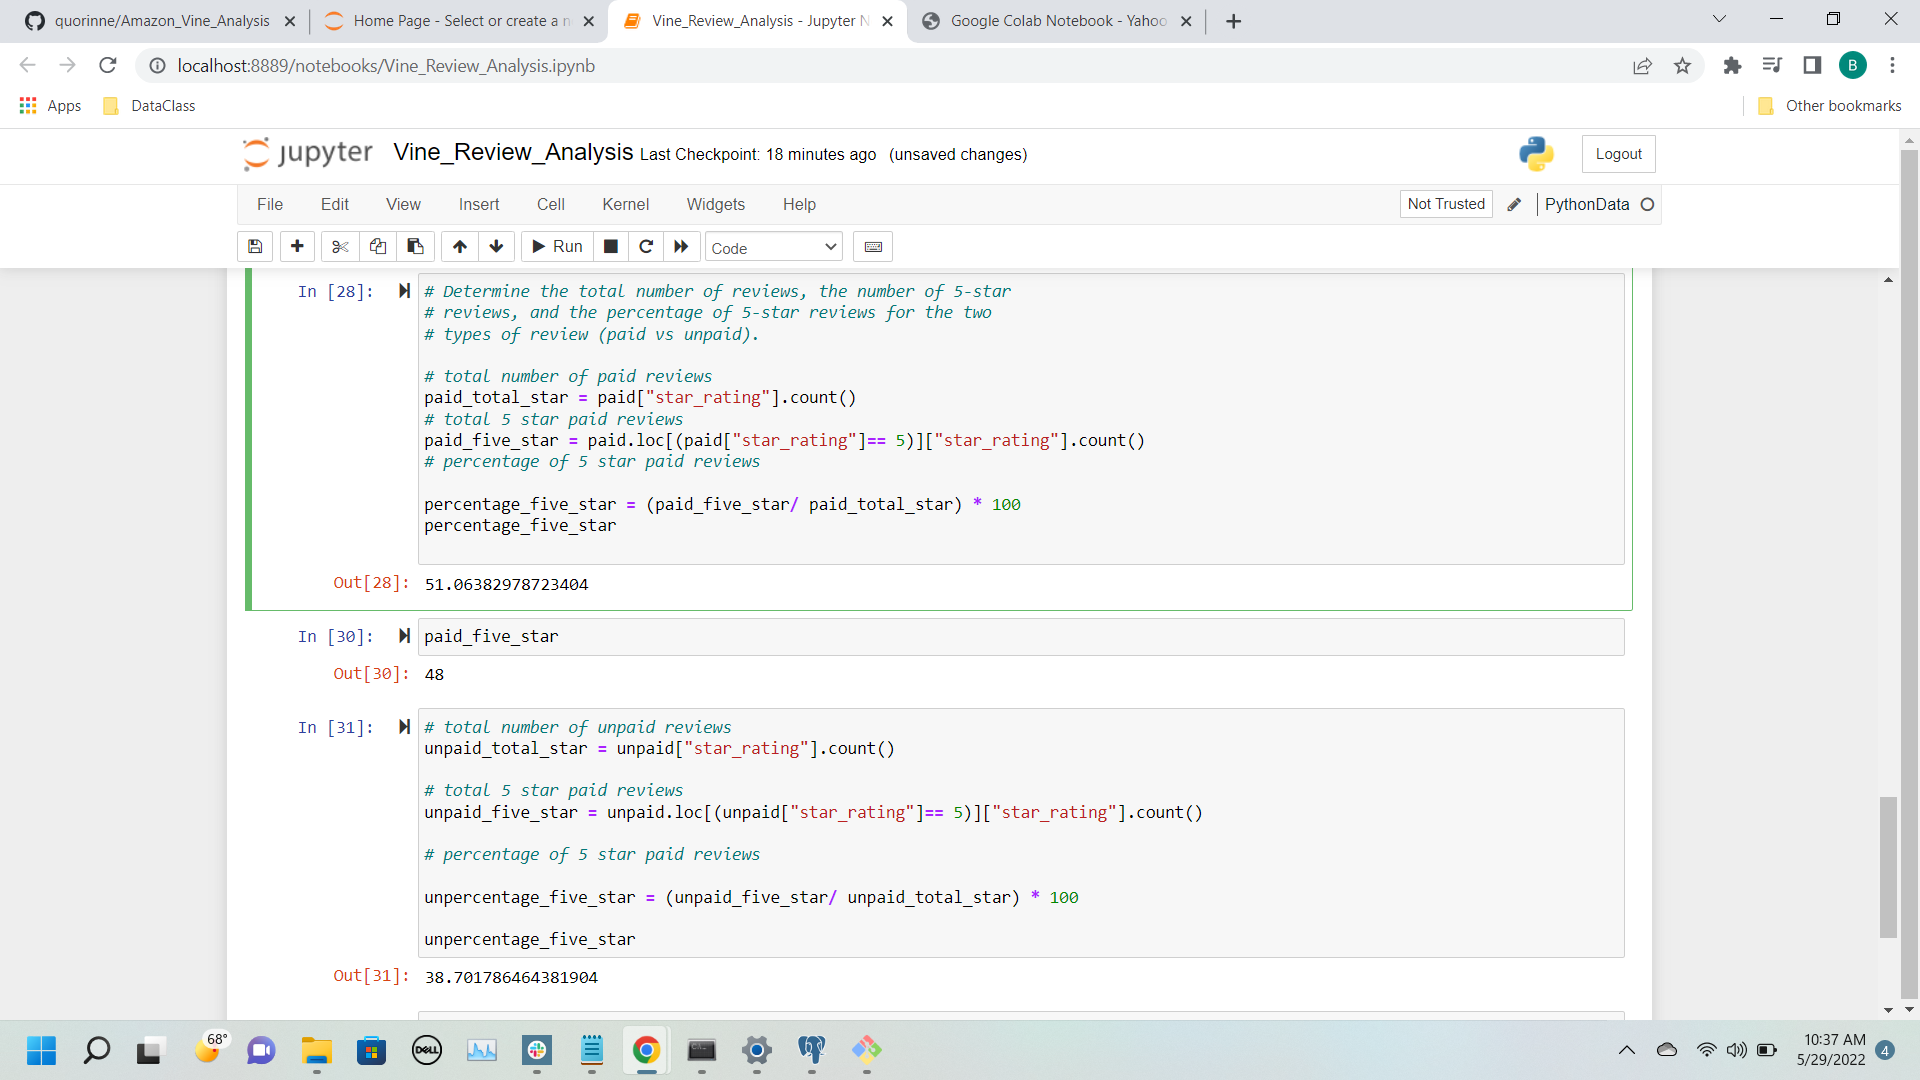 quorinne/Amazon_Vine_Analysis
Home Page - Select or create a n
Vine_Review_Analysis - Jupyter N
Google Colab Notebook - Yahoo
localhost:8889/notebooks/Vine_Review_Analysis.ipynb
B
Apps
DataClass
Other bookmarks
jupyter
Vine_Review_Analysis Last Checkpoint: 18 minutes ago (unsaved changes)
Logout
File
Edit
View
Insert
Cell
Kernel
Widgets
Help
Not Trusted
PythonData
Run
Code
In [28]:
# Determine the total number of reviews, the number of 5-star
# reviews, and the percentage of 5-star reviews for the two
# types of review (paid vs unpaid).
# total number of paid reviews
paid_total_star = paid["star_rating"].count()
# total 5 star paid reviews
paid_five_star = paid.loc[(paid["star_rating"]== 5)]["star_rating"].count()
# percentage of 5 star paid reviews
percentage_five_star = (paid_five_star/ paid_total_star) * 100
percentage_five_star
Out[28]: 51.06382978723404
In [30]: paid_five_star
Out[30]: 48
In [31]:
# total number of unpaid reviews
unpaid_total_star = unpaid["star_rating"].count()
# total 5 star paid reviews
unpaid_five_star = unpaid.loc[(unpaid["star_rating"]== 5)]["star_rating"].count()
# percentage of 5 star paid reviews
unpercentage_five_star = (unpaid_five_star/ unpaid_total_star) * 100
unpercentage_five_star
Out[31]: 38.701786464381904
68°
DELL
10:37 AM
5/29/2022
4